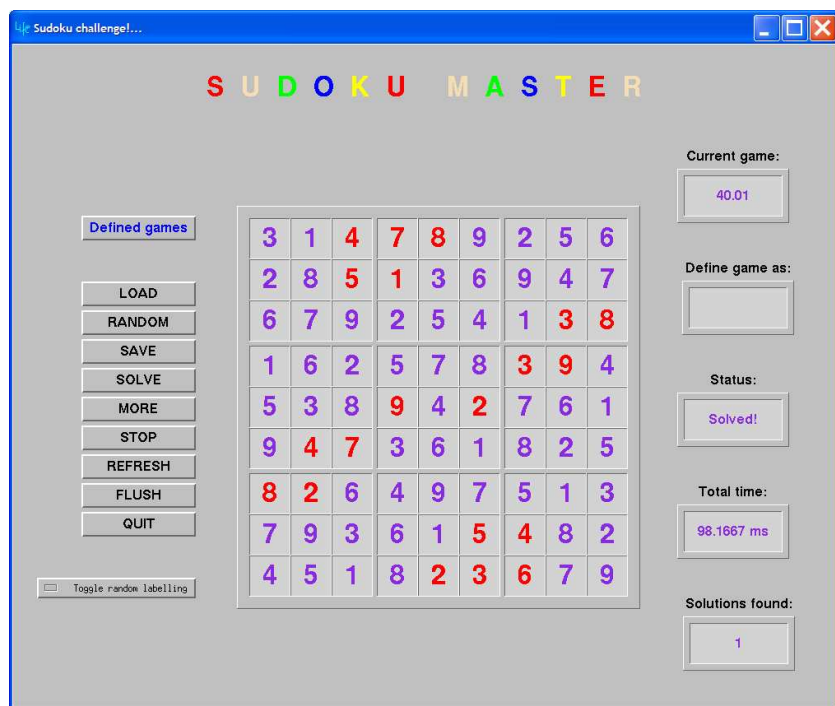 Sudoku challenge!...
SUDOKU MASTER
Current game:
40.01
Defined games
3 1 4 7 8 9 2 5 6
2 8 5 1 3 6 9 4 7
Define game as:
LOAD
6 7 9 2 5 4 1 3 8
RANDOM
SAVE
1 6 2 5 7 8 3 9 4
SOLVE
Status:
MORE
5 3 8 9 4 2 7 6 1
Solved!
STOP
9 4 7 3 6 1 8 2 5
REFRESH
FLUSH
Total time:
8 2 6 4 9 7 5 1 3
QUIT
7 9 3 6 1 5 4 8 2
98.1667 ms
4 5 1 8 2 3 6 7 9
Toggle random labelling
Solutions found:
1